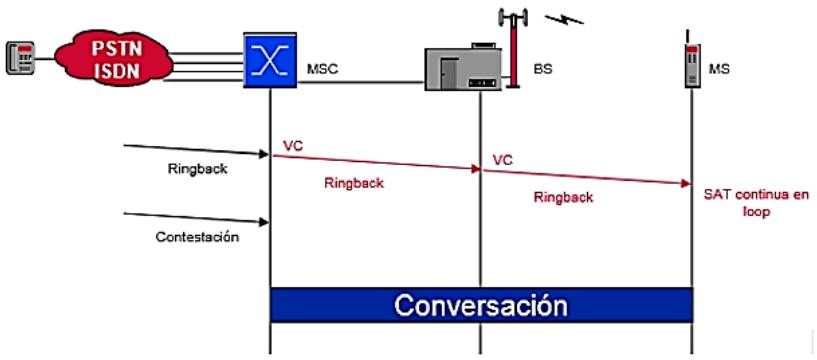 PSTN
ISDN
MSC
BS
MS
VC
VC
Ringback
Ringback
Ringback
SAT continua en
loop
Contestación
Conversación